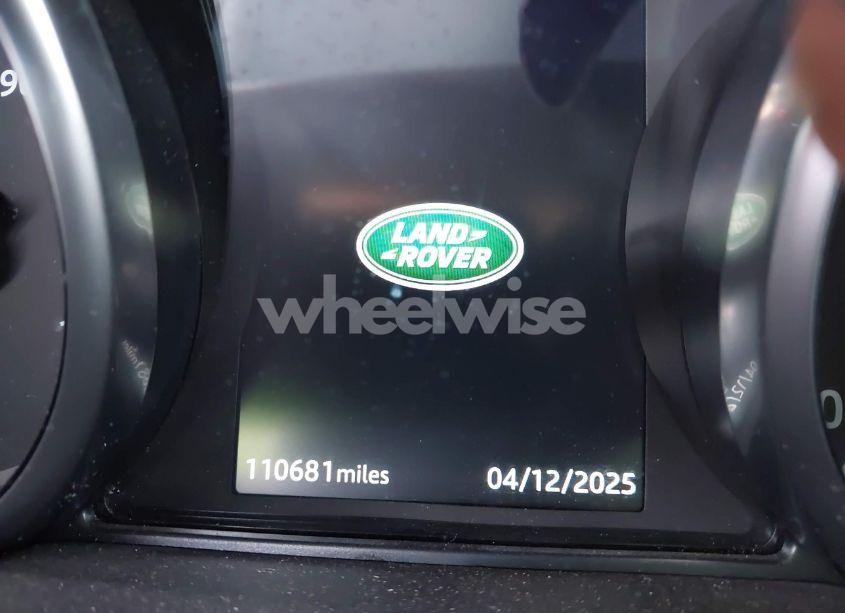 LAND
ROVER
wheelwise
110681miles
04/12/2025